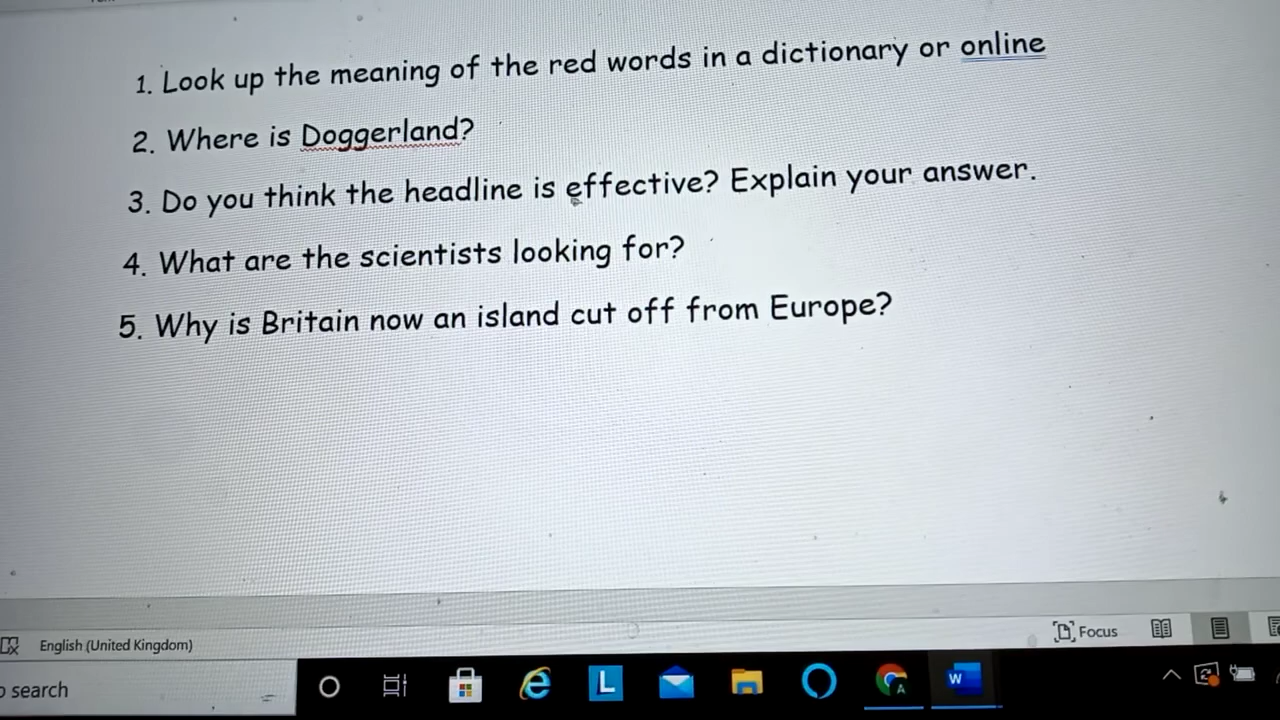 1. Look up the meaning of the red words in a dictionary or online
2. Where is Doggerland?
3. Do you think the headline is effective? Explain your answer.
4. What are the scientists looking for?
5. Why is Britain now an island cut off from Europe?
English (United Kingdom)
Focus
search
L
A
W